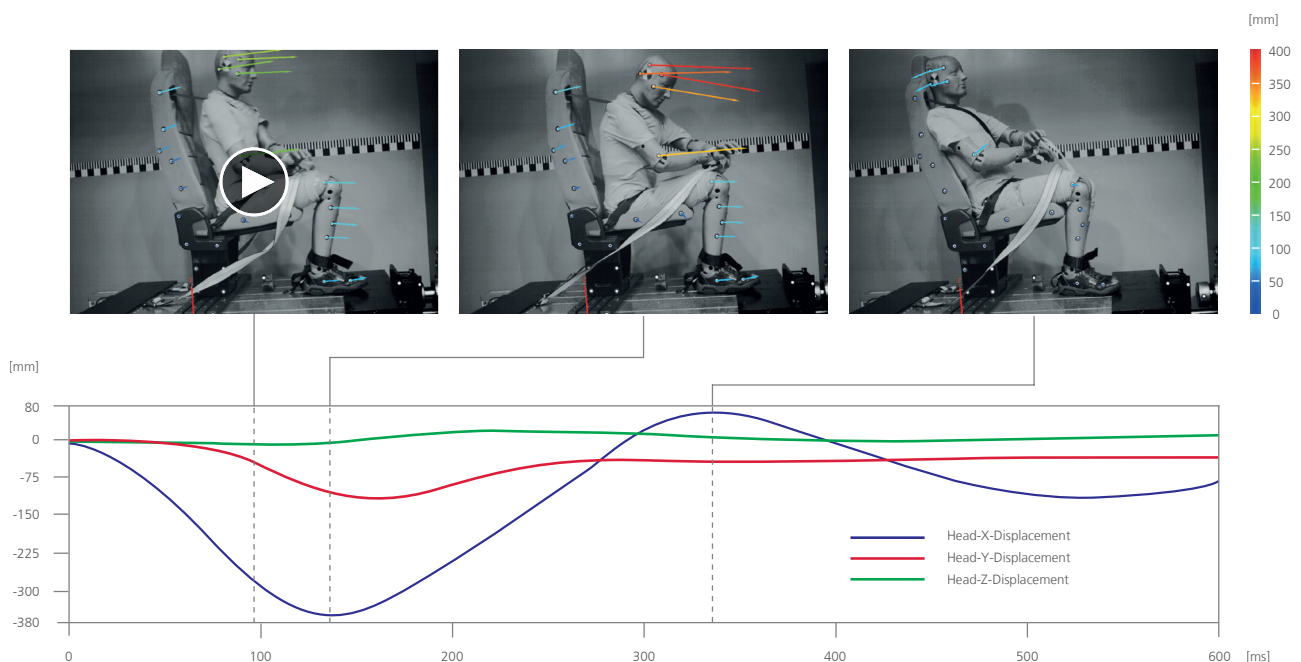 [mm]
400
350
300
250
200
150
100
50
0
[mm]
80
0
-75
-150
-225
-300
-380
Head-X-Displacement
Head-Y-Displacement
Head-Z-Displacement
0 100 200 300 400 500 600 [ms]